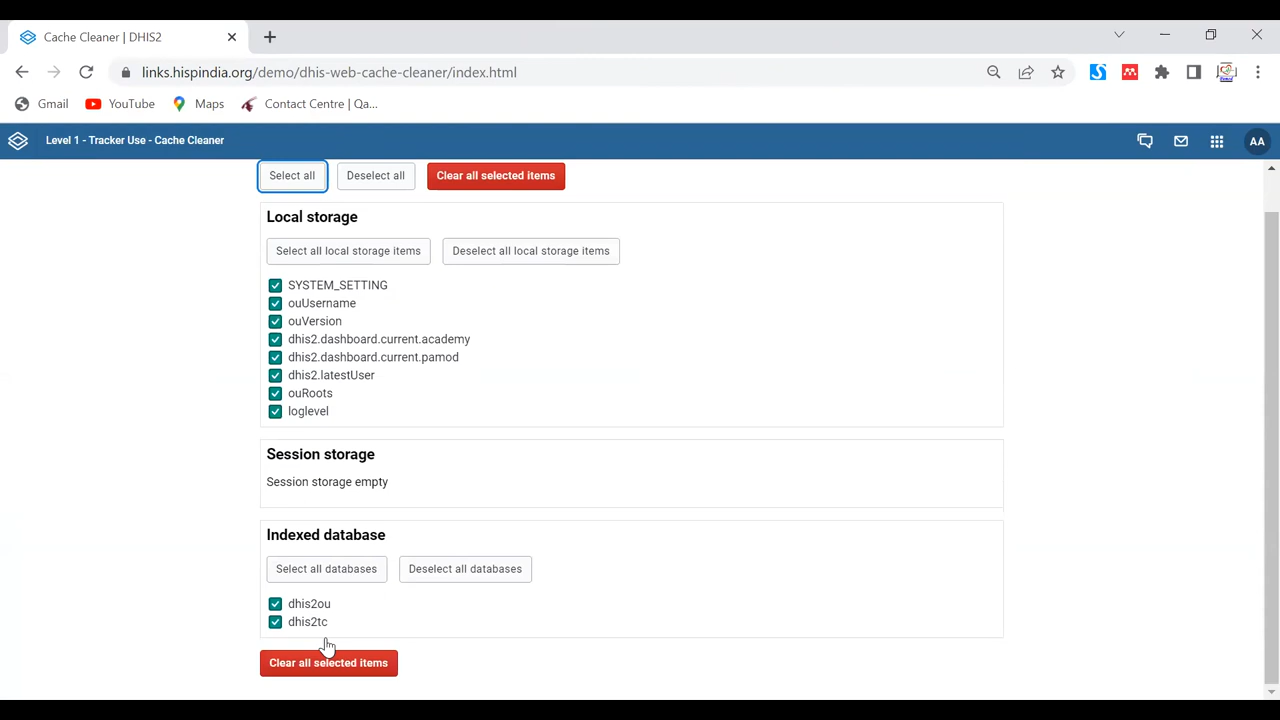 Cache Cleaner | DHIS2
links.hispindia.org/demo/dhis-web-cache-cleaner/index.html
Gmail YouTube Maps Contact Centre | Qa...
Level 1 - Tracker Use - Cache Cleaner AA
Select all Deselect all Clear all selected items
Local storage
Select all local storage items Deselect all local storage items
SYSTEM_SETTING
ouUsername
ouVersion
dhis2.dashboard.current.academy
dhis2.dashboard.current.pamod
dhis2.latestUser
ouRoots
loglevel
Session storage
Session storage empty
Indexed database
Select all databases Deselect all databases
dhis2ou
dhis2tc
Clear all selected items